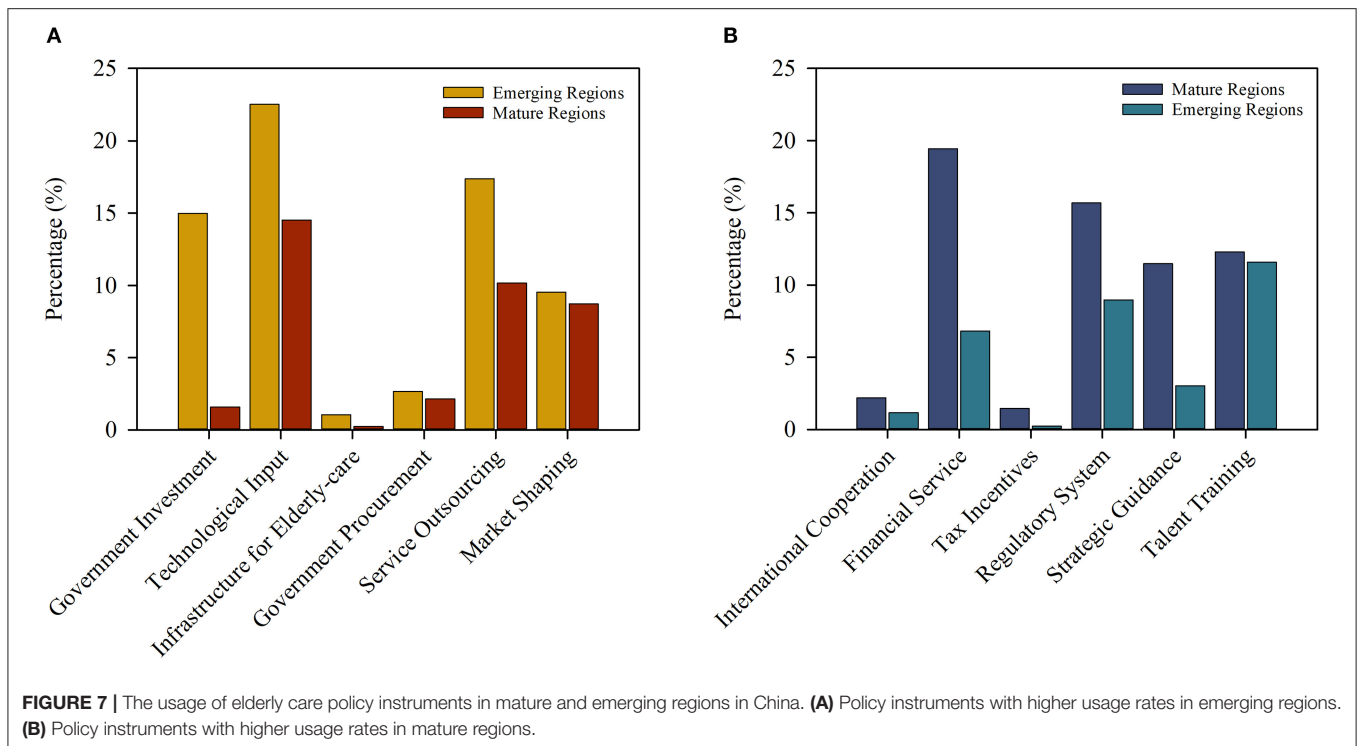 A
Percentage (%)
25
20
15
10
5
0
Emerging Regions
Mature Regions
Government Investment
Technological Input
Infrastructure for Elderly-care
Government Procurement
Service Outsourcing
Market Shaping
B
Percentage (%)
25
20
15
10
5
0
Mature Regions
Emerging Regions
International Cooperation
Financial Service
Tax Incentives
Regulatory System
Strategic Guidance
Talent Training
FIGURE 7 | The usage of elderly care policy instruments in mature and emerging regions in China. (A) Policy instruments with higher usage rates in emerging regions.
(B) Policy instruments with higher usage rates in mature regions.